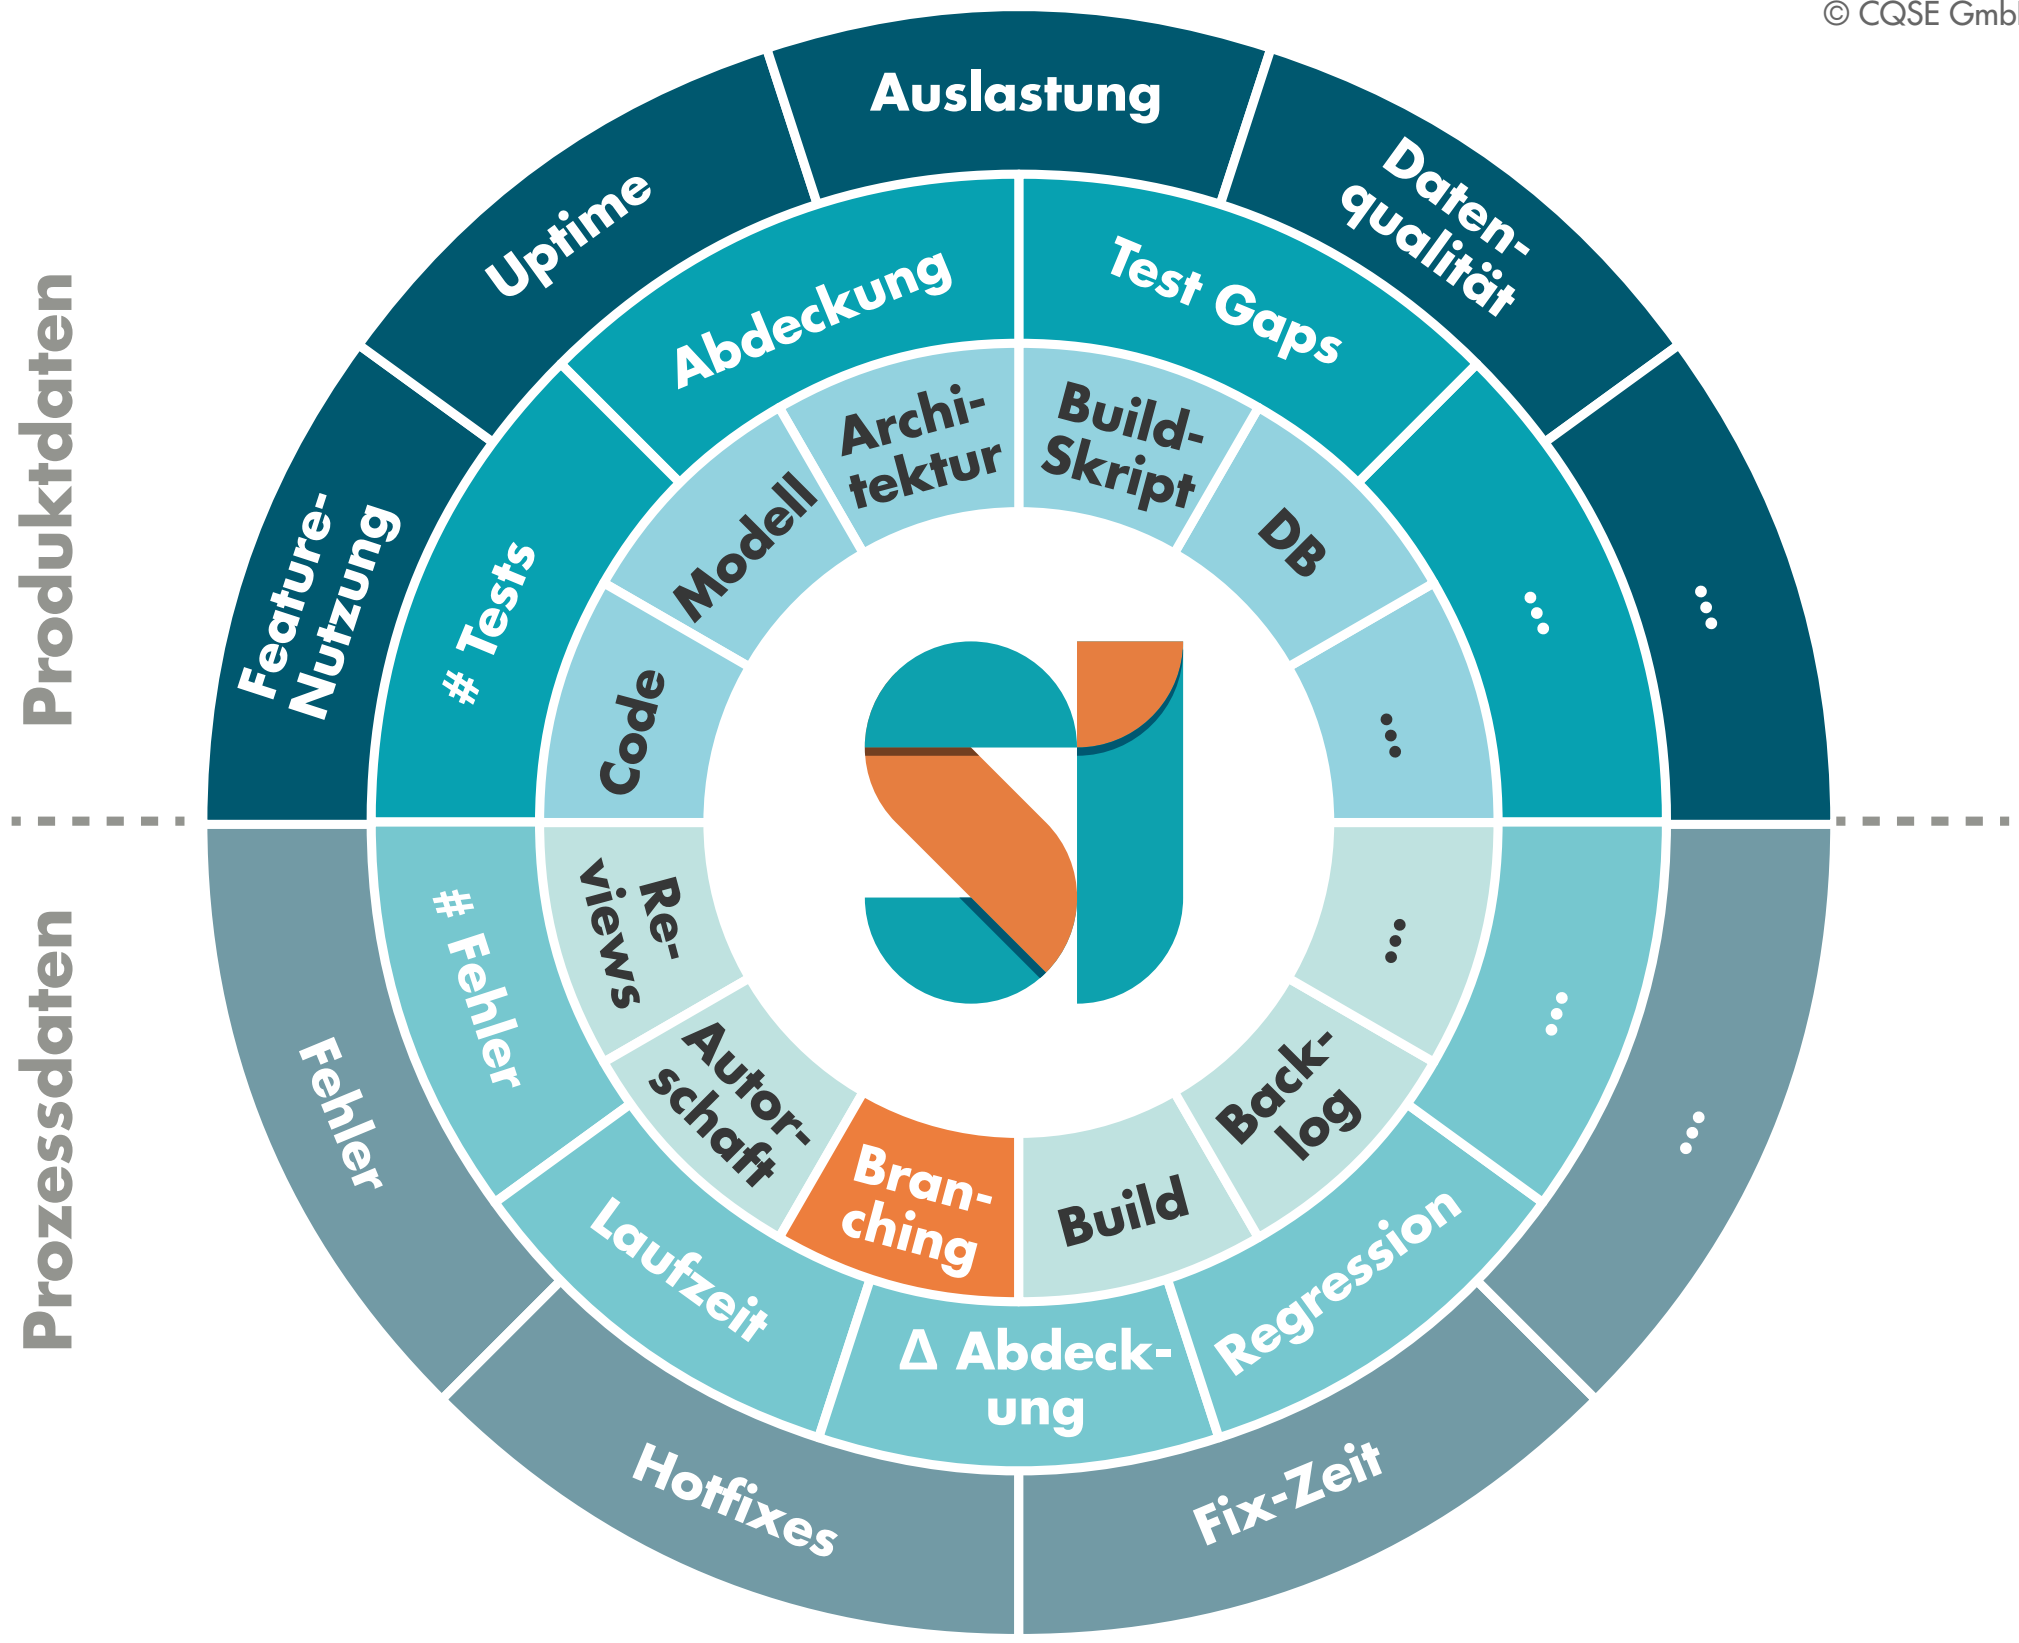 © CQSE Gmb
Produktdaten
Prozessdaten
Feature-
Nutzung
Uptime
Auslastung
Daten-
qualität
...
# Tests
Abdeckung
Test Gaps
...
Code
Modell
Archi-
tektur
Build-
Skript
DB
...
Re-
views
Autor-
schaft
Bran-
ching
Build
Back-
log
...
# Fehler
Laufzeit
Δ Abdeck-
ung
Regression
...
Fehler
Hotfixes
Fix-Zeit
...